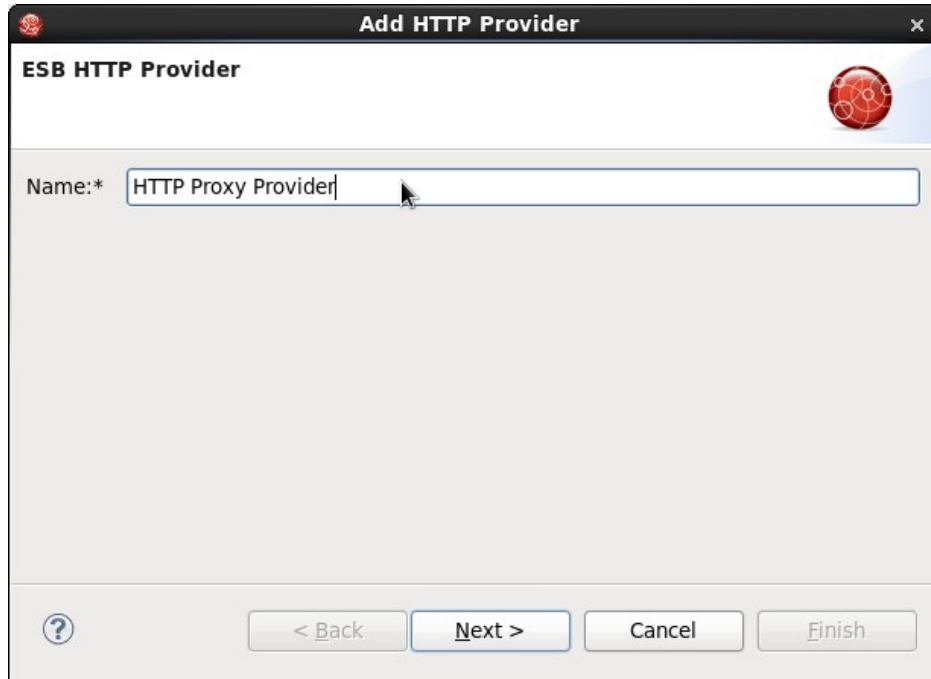 Add HTTP Provider ×
ESB HTTP Provider
Name:* HTTP Proxy Provider
? < Back Next > Cancel Finish